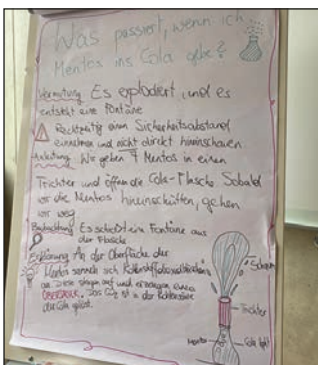 Was passiert, wenn ich
Mentos ins Cola gebe?
Vermutung: Es explodiert und es
entsteht eine Fontäne
Rechtzeitig einen Sicherheitsabstand
einnehmen und nicht direkt hineinschauen
Anleitung: Wir geben 7 Mentos in einen
Trichter und öffnen die Cola-Flasche. Sobald
wir die Mentos hineinschütten, gehen
wir weg
Beobachtung: Es schießt eine Fontäne aus
der Flasche
Erklärung: An der Oberfläche der
Mentos sammeln sich
an. Diese steigen auf und erzeugen einen
ÜBERDRUCK. Das CO₂ ist in der
der Cola gelöst.
Schaum
Trichter
Mentos
Cola light